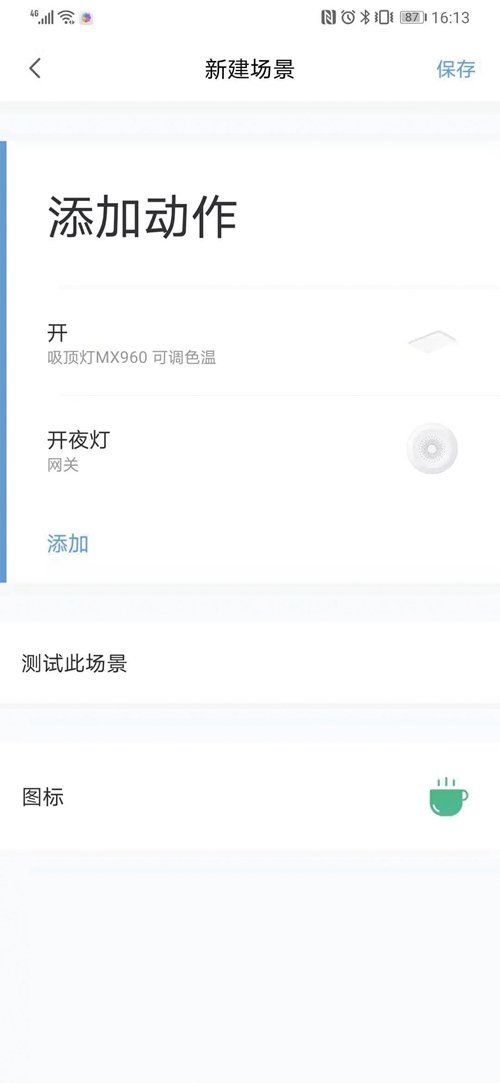 4G 87 16:13
新建场景 保存
添加动作
开
吸顶灯MX960 可调色温
开夜灯
网关
添加
测试此场景
图标